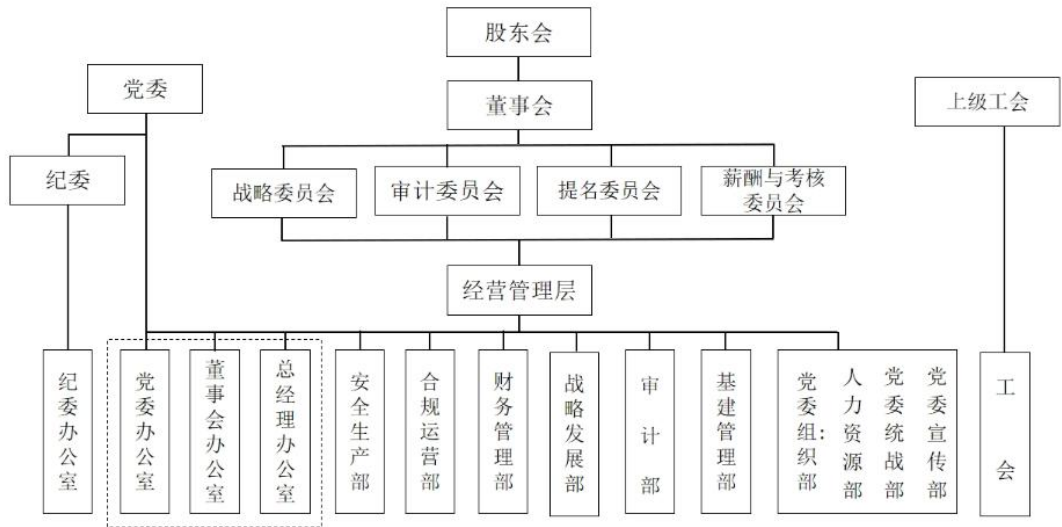 股东会
党委
董事会
上级工会
纪委
战略委员会
审计委员会
提名委员会
薪酬与考核
委员会
经营管理层
纪委办公室
党委办公室
董事会办公室
总经理办公室
安全生产部
合规运营部
财务管理部
战略发展部
审计部
基建管理部
党委组:织部
人力资源部
党委统战部
党委宣传部
工会